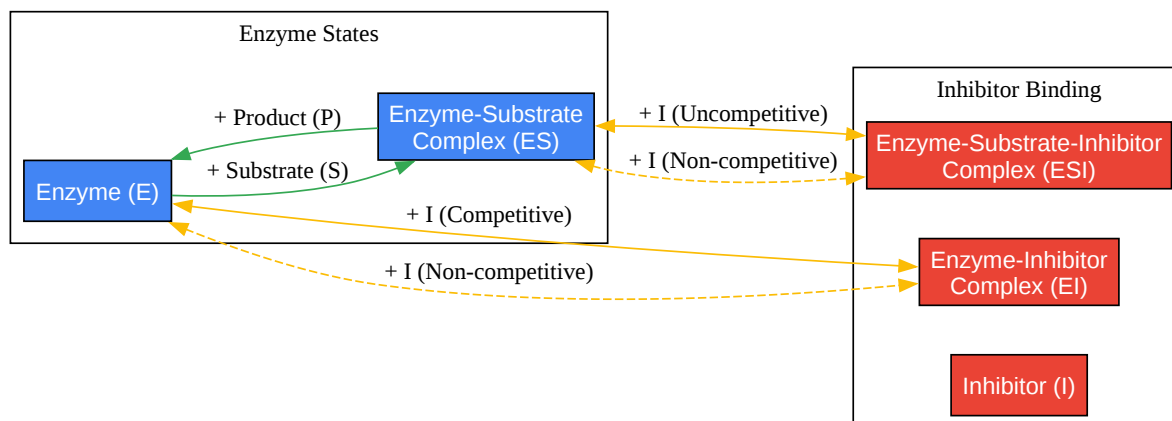 Enzyme States
+ Product (P)
+ Substrate (S)
Enzyme (E)
Enzyme-Substrate
Complex (ES)
+ I (Uncompetitive)
+ I (Non-competitive)
+ I (Competitive)
+ I (Non-competitive)
Inhibitor Binding
Enzyme-Substrate-Inhibitor
Complex (ESI)
Enzyme-Inhibitor
Complex (EI)
Inhibitor (I)